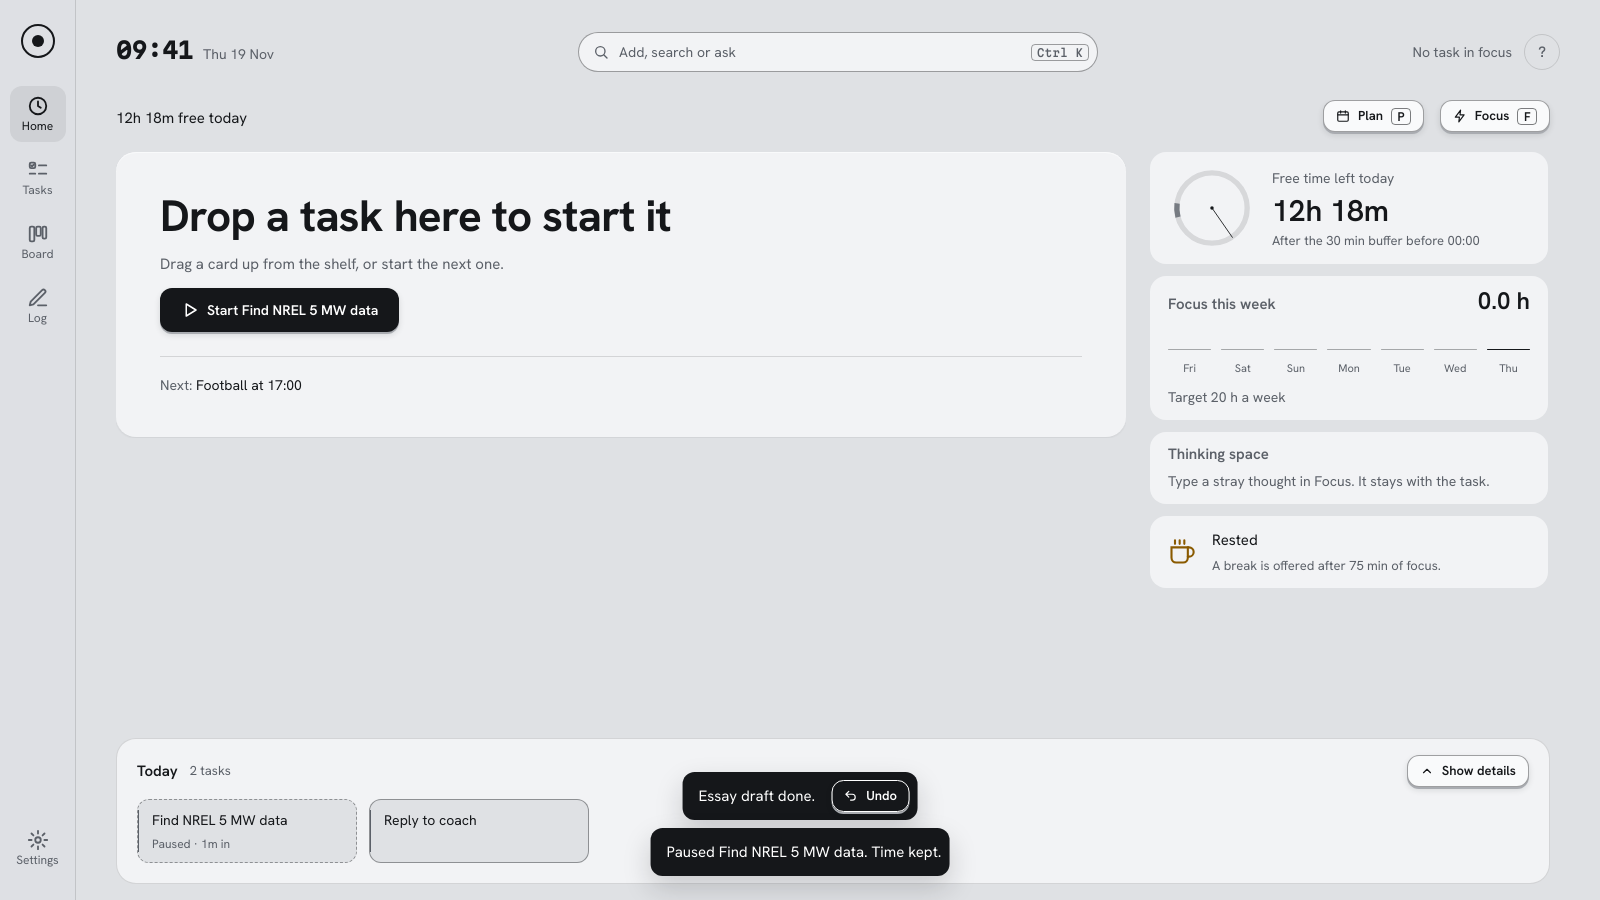 09:41 Thu 19 Nov
Add, search or ask Ctrl K
No task in focus ?
Home
Tasks
Board
Log
Settings
12h 18m free today
Plan P
Focus F
Drop a task here to start it
Drag a card up from the shelf, or start the next one.
Start Find NREL 5 MW data
Next: Football at 17:00
Free time left today
12h 18m
After the 30 min buffer before 00:00
Focus this week 0.0 h
Fri Sat Sun Mon Tue Wed Thu
Target 20 h a week
Thinking space
Type a stray thought in Focus. It stays with the task.
Rested
A break is offered after 75 min of focus.
Today 2 tasks
Show details
Find NREL 5 MW data
Paused · 1m in
Reply to coach
Essay draft done. Undo
Paused Find NREL 5 MW data. Time kept.